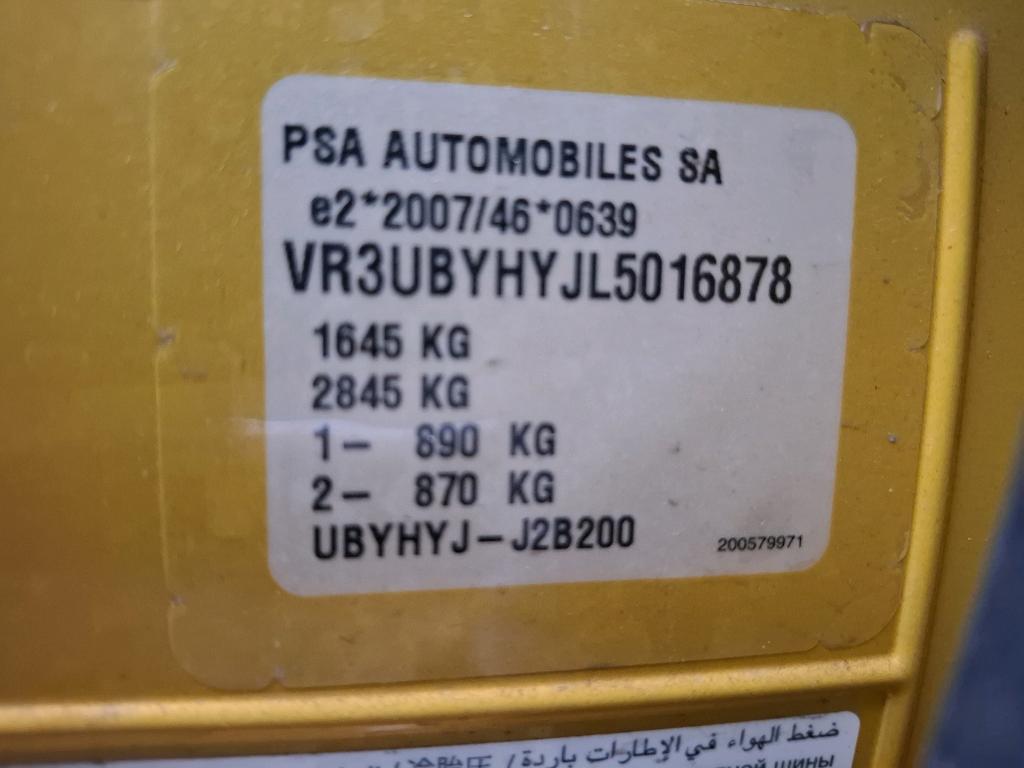 PSA AUTOMOBILES SA
e2*2007/46*0639
VR3UBYHYJL5016878
1645 KG
2845 KG
1- 890 KG
2- 870 KG
UBYHYJ-J2B200
200579971
ضغط الهواء في الإطارات باردة /
шины